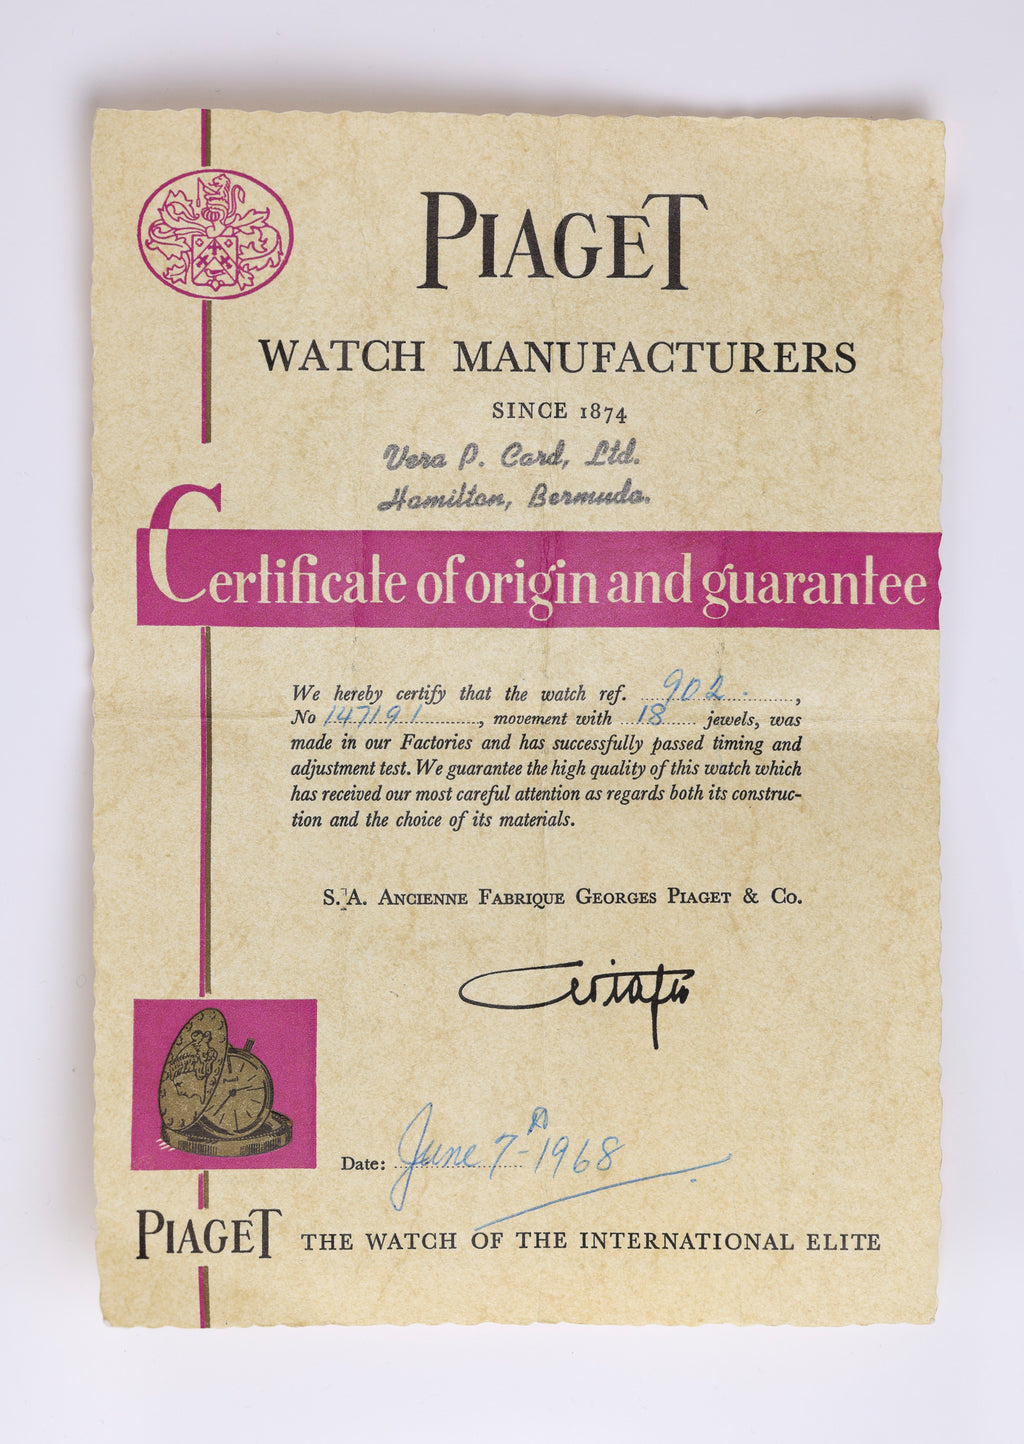 PIAGET
WATCH MANUFACTURERS
SINCE 1874
Vera P. Card, Ltd.
Hamilton, Bermuda.
Certificate of origin and guarantee
We hereby certify that the watch ref. 902.,
No 147191, movement with 18 jewels, was
made in our Factories and has successfully passed timing and
adjustment test. We guarantee the high quality of this watch which
has received our most careful attention as regards both its construc-
tion and the choice of its materials.
S.A. ANCIENNE FABRIQUE GEORGES PIAGET & Co.
Date: June 7th 1968
PIAGET THE WATCH OF THE INTERNATIONAL ELITE